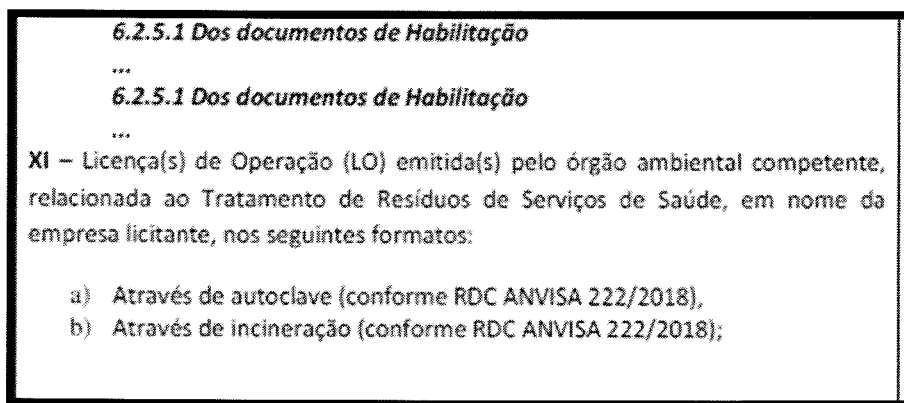 6.2.5.1 Dos documentos de Habilitação
...
6.2.5.1 Dos documentos de Habilitação
...
XI – Licença(s) de Operação (LO) emitida(s) pelo órgão ambiental competente,
relacionada ao Tratamento de Resíduos de Serviços de Saúde, em nome da
empresa licitante, nos seguintes formatos:
a) Através de autoclave (conforme RDC ANVISA 222/2018),
b) Através de incineração (conforme RDC ANVISA 222/2018);